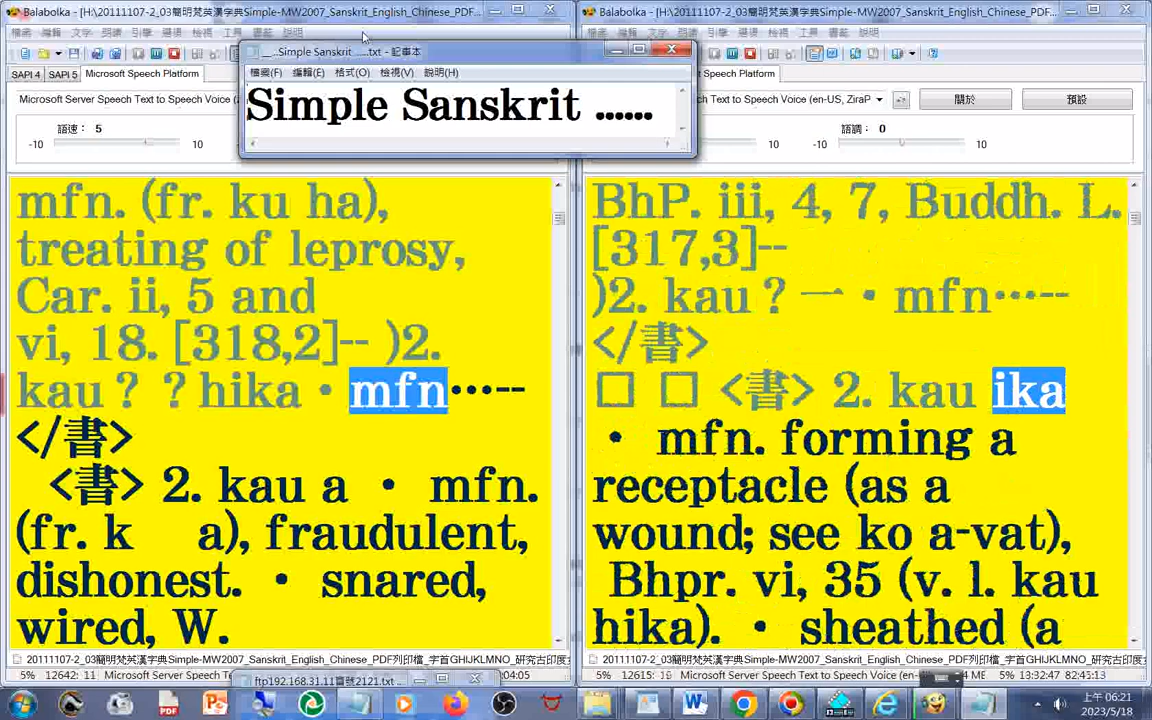 Balabolka - [H:\20111107-2_03簡明梵英漢字典Simple-MW2007_Sanskrit_English_Chinese_PDF...
Balabolka - [H:\20111107-2_03簡明梵英漢字典Simple-MW2007_Sanskrit_English_Chinese_PDF...
__...Simple Sanskrit ......txt - 記事本
檔案(F) 編輯(E) 格式(O) 檢視(V) 說明(H)
Simple Sanskrit ......
SAPI 4 SAPI 5 Microsoft Speech Platform
Speech Platform
Microsoft Server Speech Text to Speech Voice (
ech Text to Speech Voice (en-US, ZiraP
關於
預設
語速： 5
語調： 0
-10 10
10 -10 10
mfn. (fr. ku ha),
treating of leprosy,
Car. ii, 5 and
vi, 18. [318,2]-- )2.
kau ? ? hika • mfn…--
</書>
<書> 2. kau a • mfn.
(fr. k a), fraudulent,
dishonest. • snared,
wired, W.
BhP. iii, 4, 7, Buddh. L.
[317,3]--
)2. kau ? 一 • mfn…--
</書>
□ □ <書> 2. kau ika
• mfn. forming a
receptacle (as a
wound; see ko a-vat),
Bhpr. vi, 35 (v. l. kau
hika). • sheathed (a
20111107-2_03簡明梵英漢字典Simple-MW2007_Sanskrit_English_Chinese_PDF列印檔_字首GHIJKLMNO_研究古印度
20111107-2_03簡明梵英漢字典Simple-MW2007_Sanskrit_English_Chinese_PDF列印檔_字首GHIJKLMNO_研究古印度
5% 12642: 11 Microsoft Server Speec
ftp192.168.31.11
2121.txt
:04:05
5% 12615: Microsoft Server Speech Text to Speech Voice (en-
5% 13:32:47 82:45:13
上午 06:21
2023/5/18